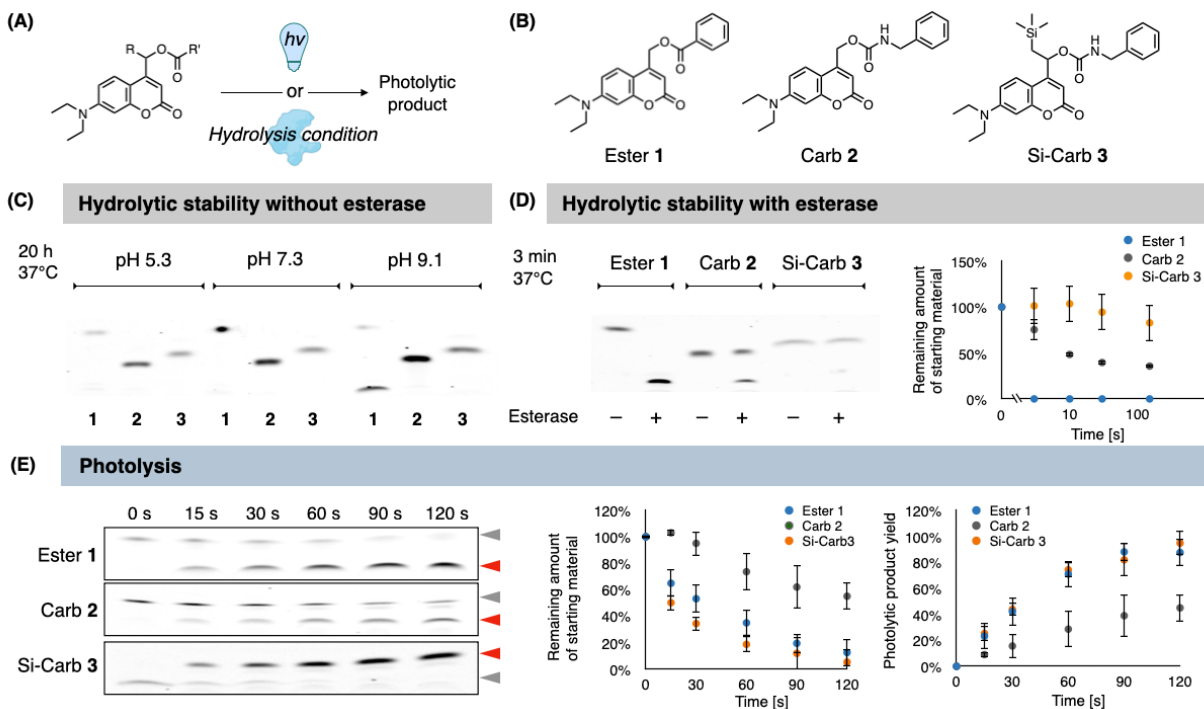 (A)
R
O
R'
O
N
O
O
hv
or
Hydrolysis condition
Photolytic
product
(B)
O
O
N
O
O
Ester 1
O
H
N
O
N
O
O
Carb 2
Si
O
H
N
O
N
O
O
Si-Carb 3
(C)
Hydrolytic stability without esterase
20 h
37°C
pH 5.3
pH 7.3
pH 9.1
1 2 3 1 2 3 1 2 3
(D)
Hydrolytic stability with esterase
3 min
37°C
Ester 1
Carb 2
Si-Carb 3
Esterase − + − + − +
Ester 1
Carb 2
Si-Carb 3
Remaining amount
of starting material
150%
100%
50%
0%
0 10 100
Time [s]
(E)
Photolysis
0 s 15 s 30 s 60 s 90 s 120 s
Ester 1
Carb 2
Si-Carb 3
Remaining amount
of starting material
120%
100%
80%
60%
40%
20%
0%
Ester 1
Carb 2
Si-Carb3
0 30 60 90 120
Time [s]
Photolytic product yield
120%
100%
80%
60%
40%
20%
0%
Ester 1
Carb 2
Si-Carb 3
0 30 60 90 120
Time [s]